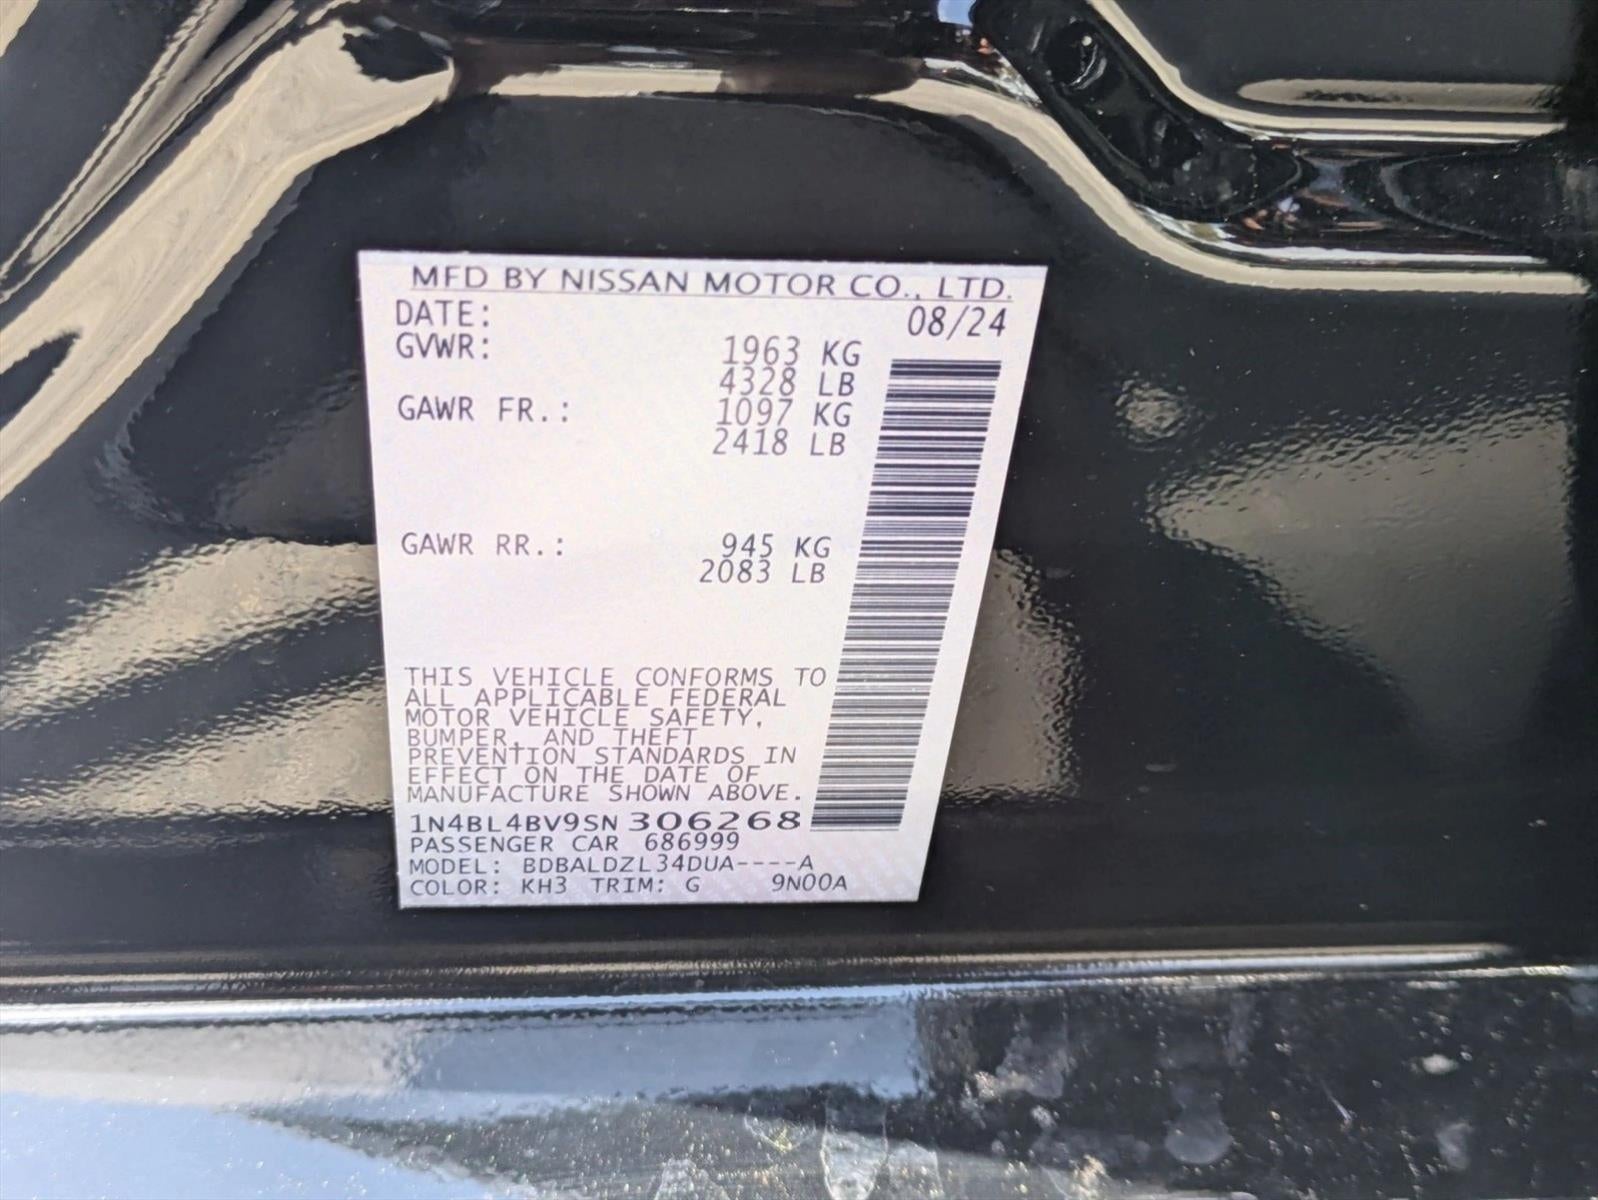 MFD BY NISSAN MOTOR CO., LTD.
DATE: 08/24
GVWR: 1963 KG
4328 LB
GAWR FR.: 1097 KG
2418 LB
GAWR RR.: 945 KG
2083 LB
THIS VEHICLE CONFORMS TO
ALL APPLICABLE FEDERAL
MOTOR VEHICLE SAFETY,
BUMPER, AND THEFT
PREVENTION STANDARDS IN
EFFECT ON THE DATE OF
MANUFACTURE SHOWN ABOVE.
1N4BL4BV9SN306268
PASSENGER CAR 686999
MODEL: BDBALDZL34DUA----A
COLOR: KH3 TRIM: G 9N00A